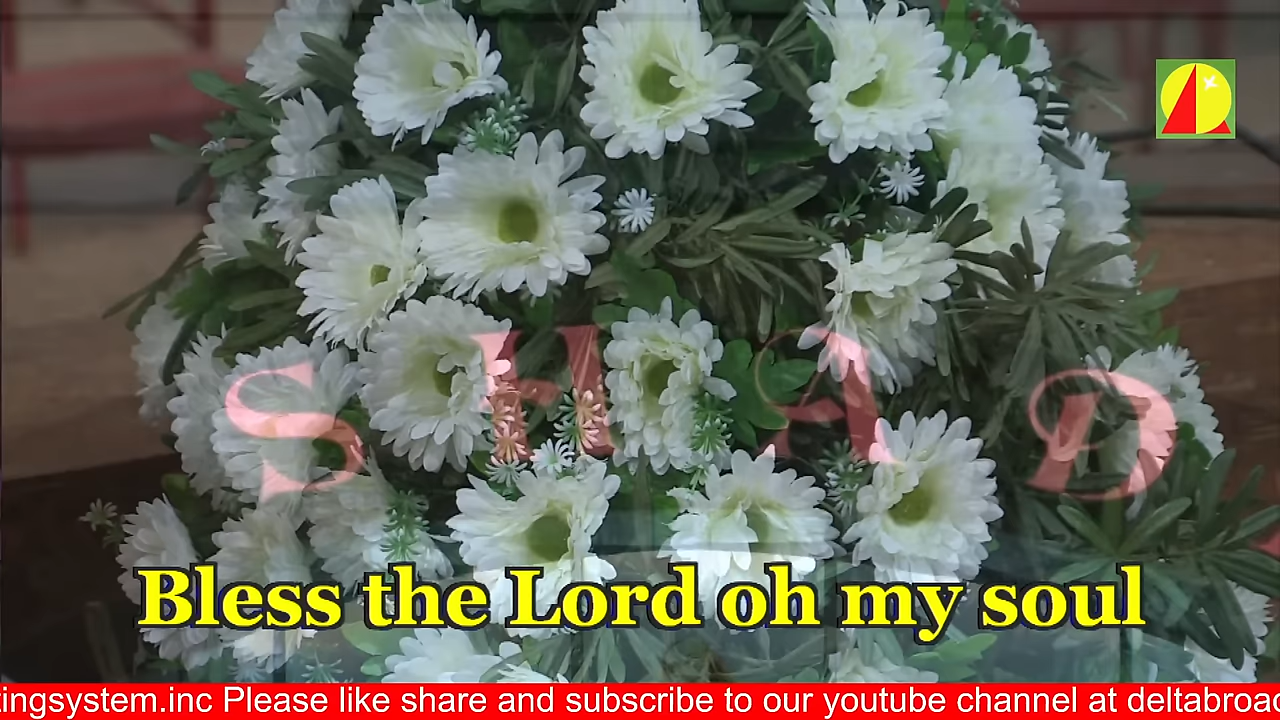 SHAD
Bless the Lord oh my soul
tingsystem.inc Please like share and subscribe to our youtube channel at deltabroad